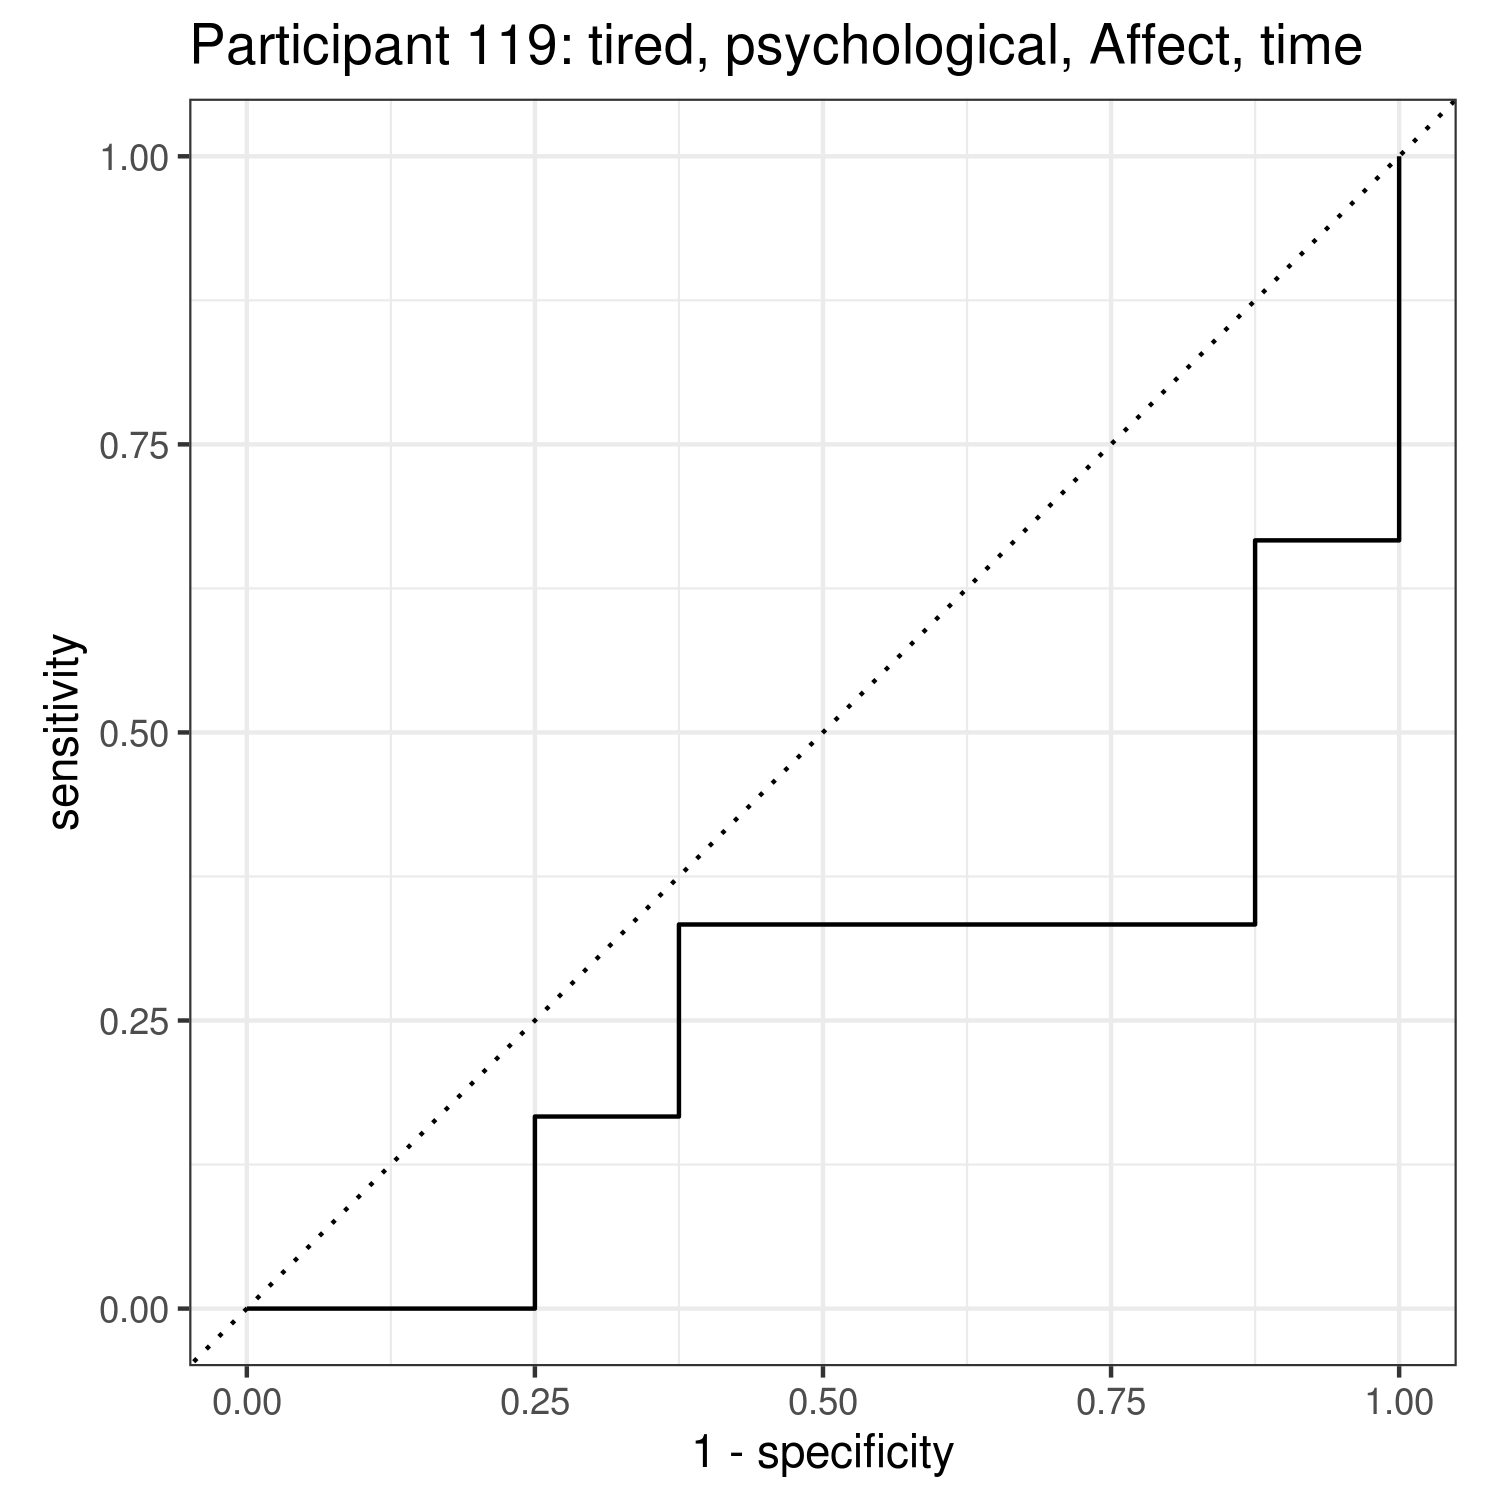 Participant 119: tired, psychological, Affect, time
sensitivity
1.00
0.75
0.50
0.25
0.00
0.00 0.25 0.50 0.75 1.00
1 - specificity